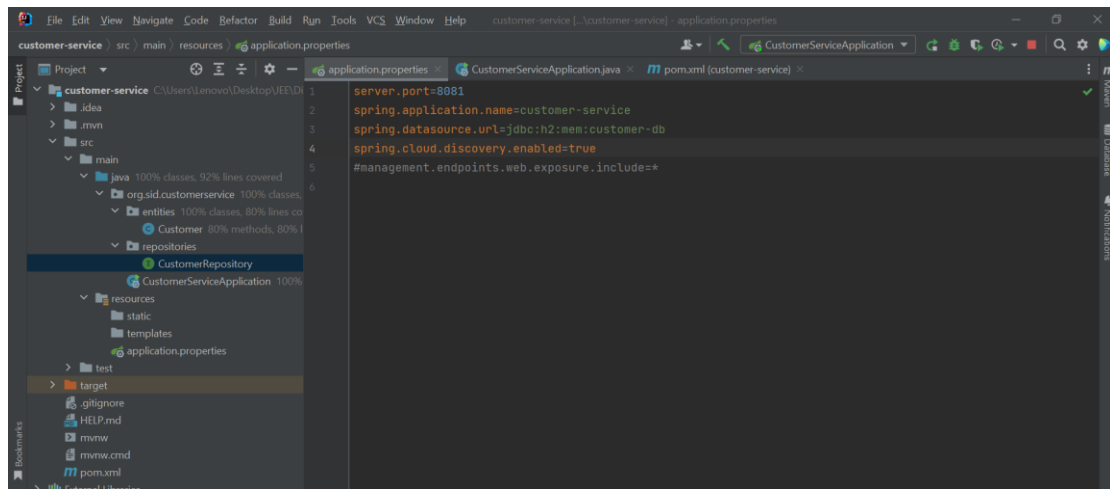 File Edit View Navigate Code Refactor Build Run Tools VCS Window Help customer-service [...\customer-service] - application.properties
customer-service src main resources application.properties CustomerServiceApplication
Project application.properties CustomerServiceApplication.java pom.xml (customer-service)
customer-service C:\Users\Lenovo\Desktop\JEE\Di
.idea
.mvn
src
main
java 100% classes, 92% lines covered
org.sid.customerservice 100% classes,
entities 100% classes, 80% lines co
Customer 80% methods, 80% l
repositories
CustomerRepository
CustomerServiceApplication 100%
resources
static
templates
application.properties
test
target
.gitignore
HELP.md
mvnw
mvnw.cmd
pom.xml
External Libraries
1 server.port=8081
2 spring.application.name=customer-service
3 spring.datasource.url=jdbc:h2:mem:customer-db
4 spring.cloud.discovery.enabled=true
5 #management.endpoints.web.exposure.include=*
6
Project
Bookmarks
Maven
Database
Notifications